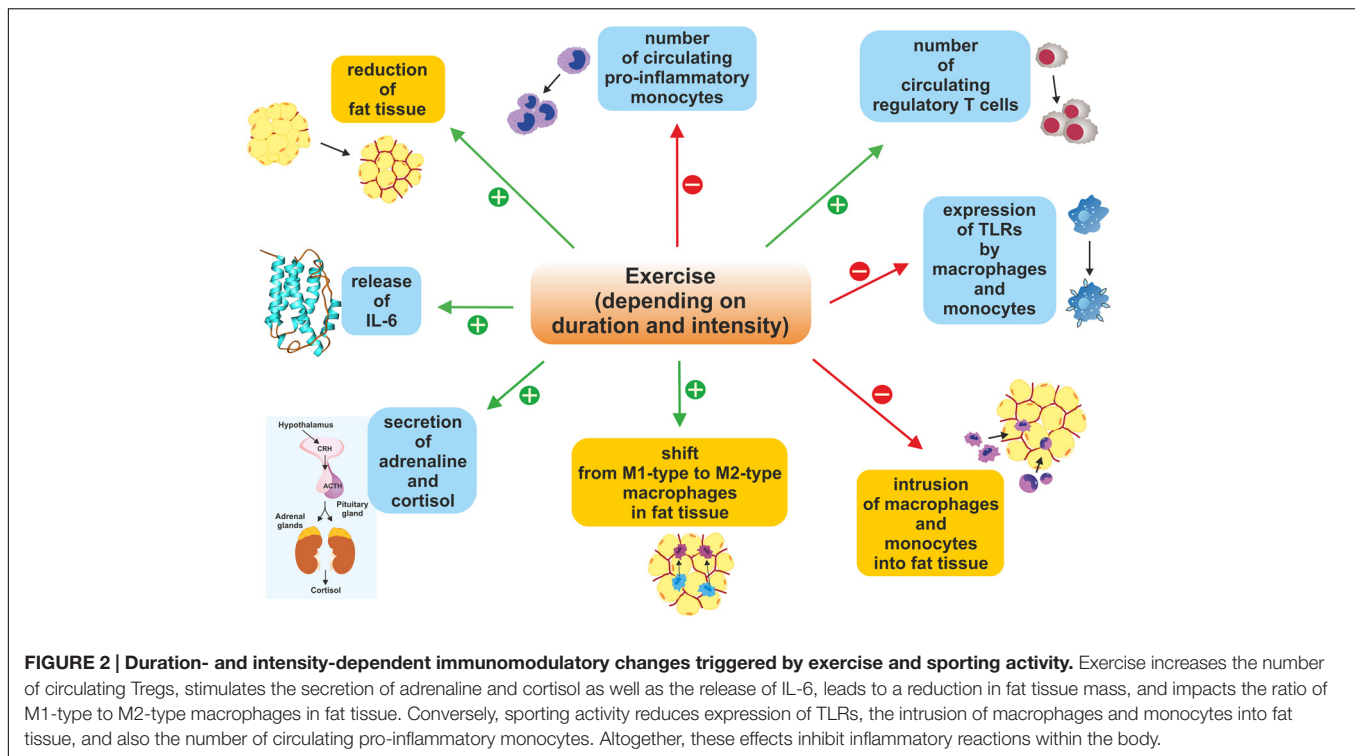 reduction
of
fat tissue
number
of circulating
pro-inflammatory
monocytes
number
of
circulating
regulatory T cells
expression
of TLRs
by
macrophages
and
monocytes
release
of
IL-6
Exercise
(depending on
duration and intensity)
Hypothalamus
CRH
ACTH
Pituitary
gland
Adrenal
glands
Cortisol
secretion
of
adrenaline
and
cortisol
shift
from M1-type to M2-type
macrophages
in fat tissue
intrusion
of macrophages
and
monocytes
into fat tissue
FIGURE 2 | Duration- and intensity-dependent immunomodulatory changes triggered by exercise and sporting activity. Exercise increases the number
of circulating Tregs, stimulates the secretion of adrenaline and cortisol as well as the release of IL-6, leads to a reduction in fat tissue mass, and impacts the ratio of
M1-type to M2-type macrophages in fat tissue. Conversely, sporting activity reduces expression of TLRs, the intrusion of macrophages and monocytes into fat
tissue, and also the number of circulating pro-inflammatory monocytes. Altogether, these effects inhibit inflammatory reactions within the body.